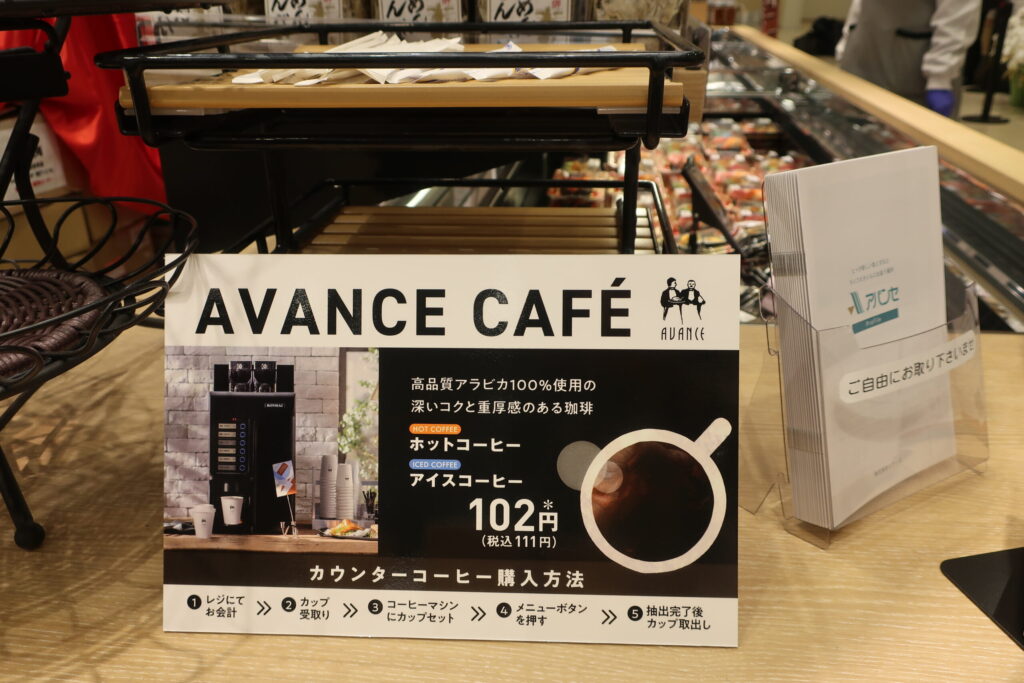 AVANCE CAFÉ
AVANCE
高品質アラビカ100%使用の
深いコクと重厚感のある珈琲
HOT COFFEE
ホットコーヒー
ICED COFFEE
アイスコーヒー
102円*
(税込111円)
カウンターコーヒー購入方法
1 レジにて
お会計
2 カップ
受取り
3 コーヒーマシン
にカップセット
4 メニューボタン
を押す
5 抽出完了後
カップ取出し
アバンセ
ご自由にお取り下さいませ